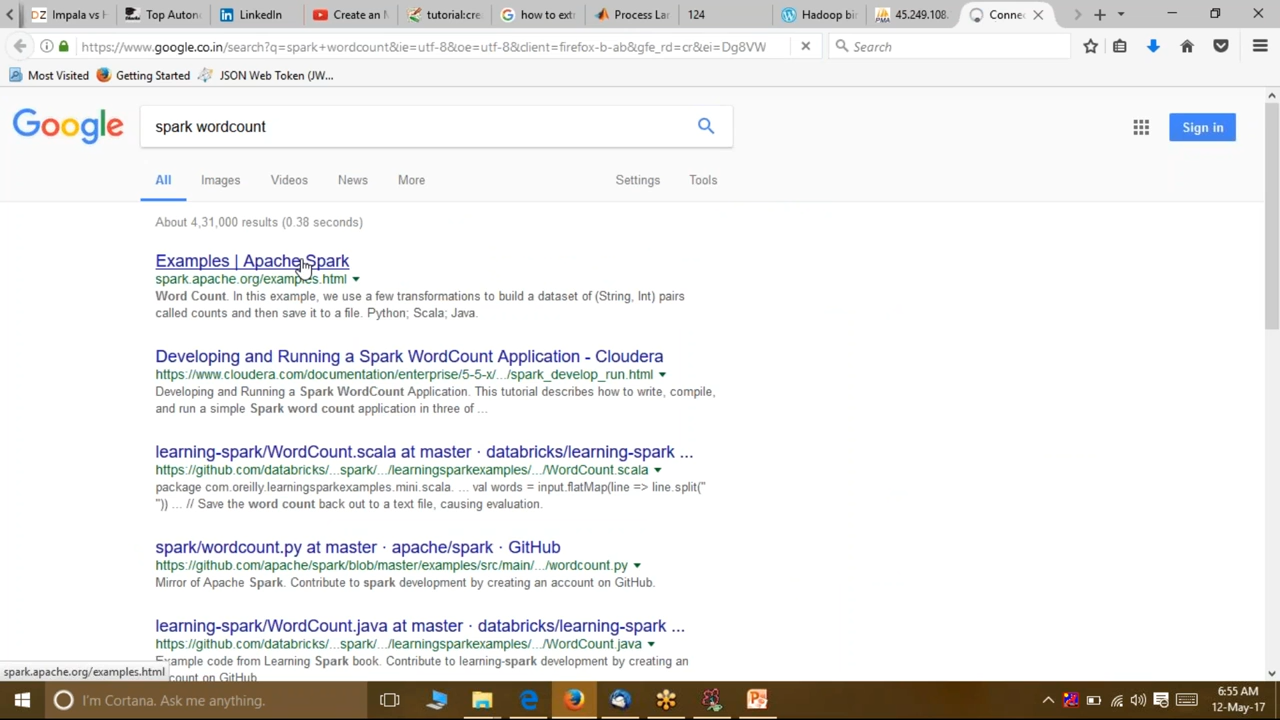 Impala vs H
Top Auton
LinkedIn
Create an M
tutorial:cre
how to extr
Process Lar
124
Hadoop bir
45.249.108.
Connec
https://www.google.co.in/search?q=spark+wordcount&ie=utf-8&oe=utf-8&client=firefox-b-ab&gfe_rd=cr&ei=Dg8VW
Search
Most Visited
Getting Started
JSON Web Token (JW...
Google
spark wordcount
Sign in
All
Images
Videos
News
More
Settings
Tools
About 4,31,000 results (0.38 seconds)
Examples | Apache Spark
spark.apache.org/examples.html
Word Count. In this example, we use a few transformations to build a dataset of (String, Int) pairs
called counts and then save it to a file. Python; Scala; Java.
Developing and Running a Spark WordCount Application - Cloudera
https://www.cloudera.com/documentation/enterprise/5-5-x/.../spark_develop_run.html
Developing and Running a Spark WordCount Application. This tutorial describes how to write, compile,
and run a simple Spark word count application in three of ...
learning-spark/WordCount.scala at master · databricks/learning-spark ...
https://github.com/databricks/...spark/.../learningsparkexamples/.../WordCount.scala
package com.oreilly.learningsparkexamples.mini.scala. ... val words = input.flatMap(line => line.split("
")) ... // Save the word count back out to a text file, causing evaluation.
spark/wordcount.py at master · apache/spark · GitHub
https://github.com/apache/spark/blob/master/examples/src/main/.../wordcount.py
Mirror of Apache Spark. Contribute to spark development by creating an account on GitHub.
learning-spark/WordCount.java at master · databricks/learning-spark ...
https://github.com/databricks/...spark/.../learningsparkexamples/.../WordCount.java
Example code from Learning Spark book. Contribute to learning-spark development by creating an
account on GitHub.
spark.apache.org/examples.html
I'm Cortana. Ask me anything.
6:55 AM
12-May-17